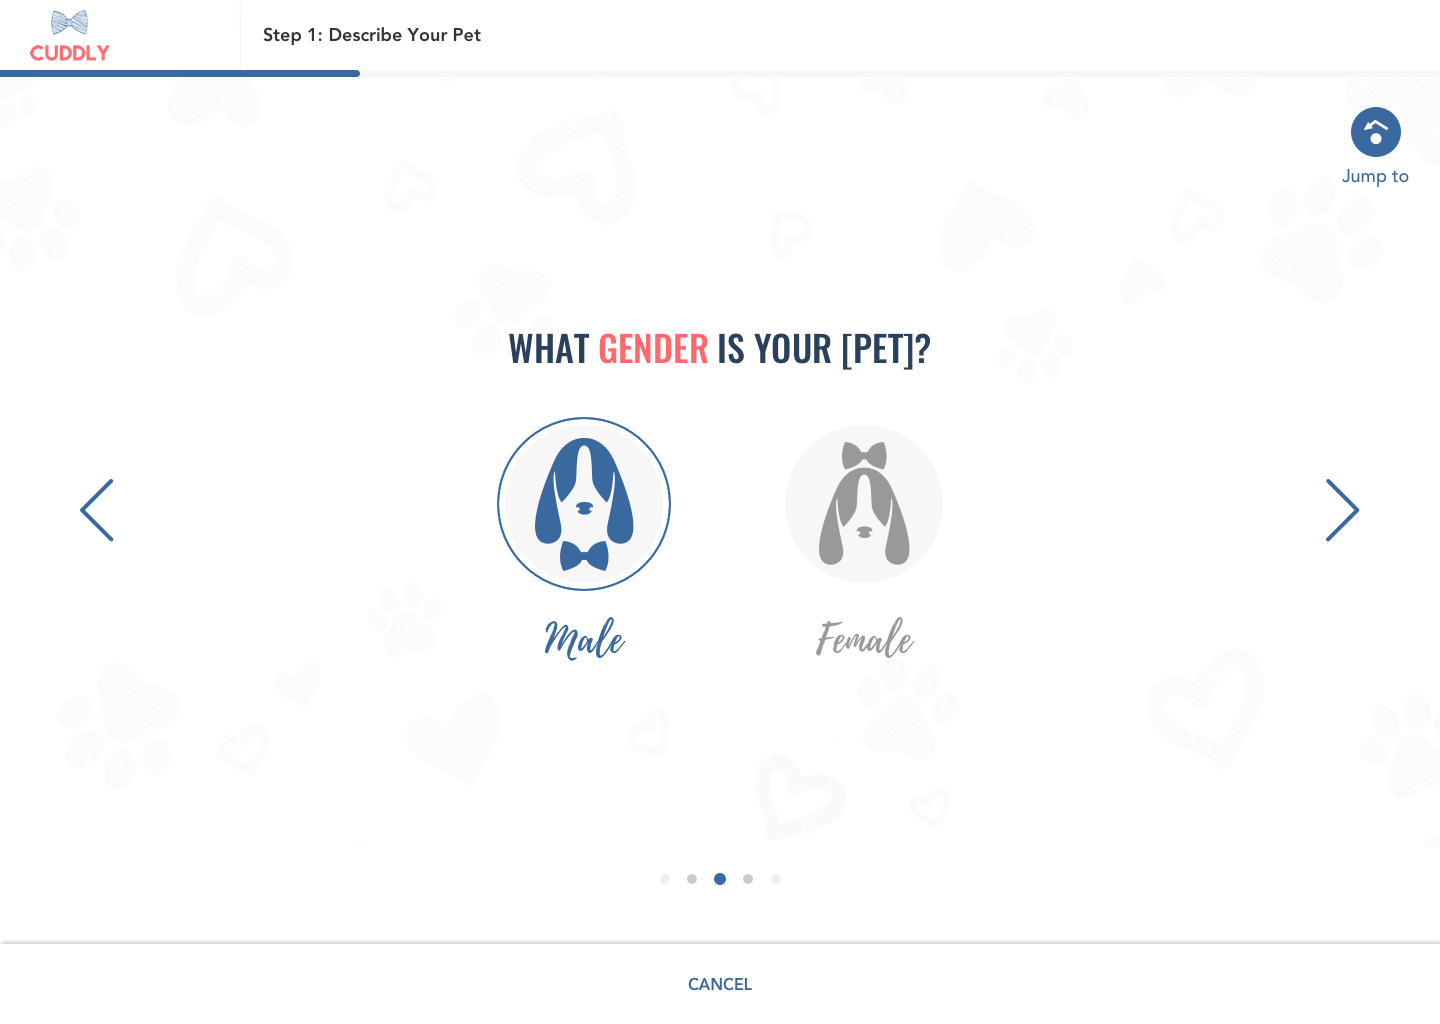 CUDDLY
Step 1: Describe Your Pet
Jump to
WHAT GENDER IS YOUR [PET]?
Male
Female
CANCEL